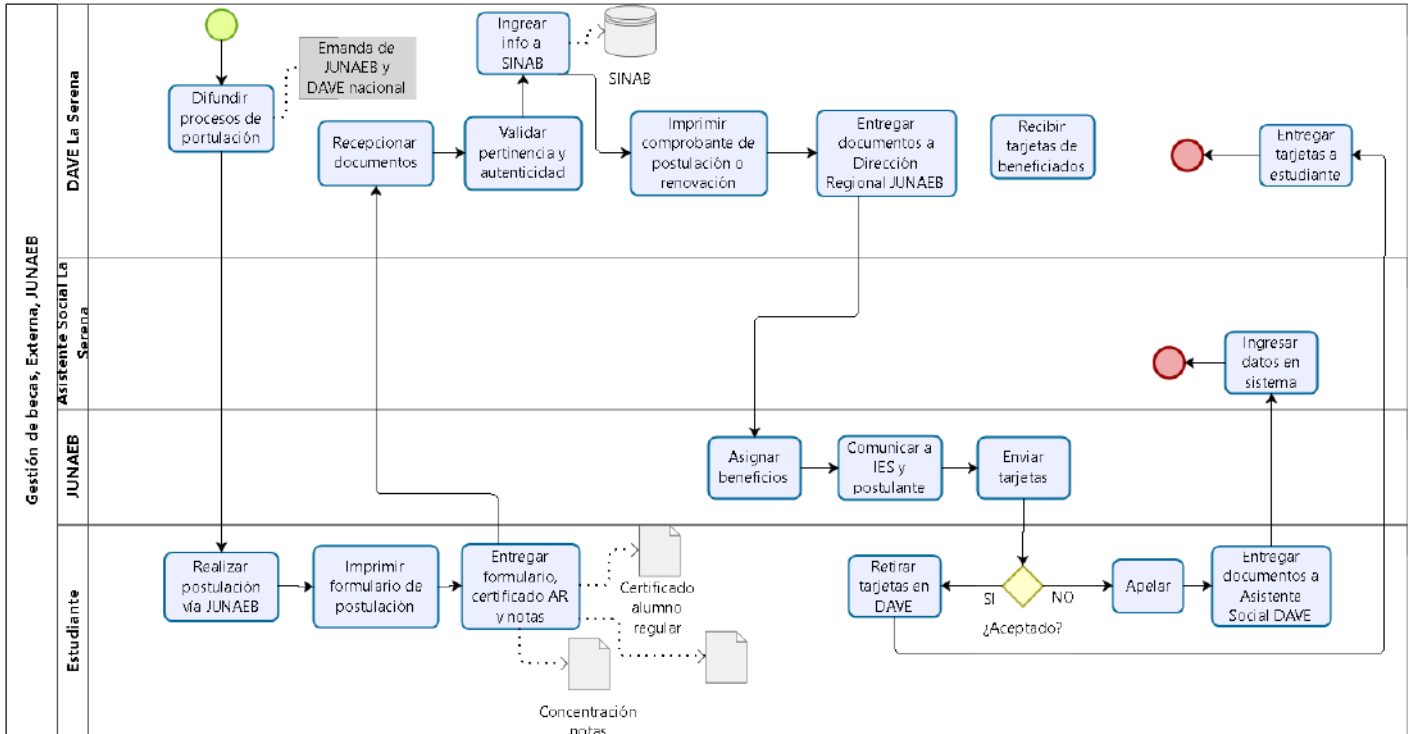 Gestión de becas, Externa, JUNAEB
DAVE La Serena
Difundir
procesos de
portulación
Emanda de
JUNAEB y
DAVE nacional
Recepcionar
documentos
Validar
pertinencia y
autenticidad
Ingrear
info a
SINAB
SINAB
Imprimir
comprobante de
postulación o
renovación
Entregar
documentos a
Dirección
Regional JUNAEB
Recibir
tarjetas de
beneficiados
Entregar
tarjetas a
estudiante
Asistente Social La
Serena
Ingresar
datos en
sistema
JUNAEB
Asignar
beneficios
Comunicar a
IES y
postulante
Enviar
tarjetas
Estudiante
Realizar
postulación
vía JUNAEB
Imprimir
formulario de
postulación
Entregar
formulario,
certificado AR
y notas
Certificado
alumno
regular
Concentración
notas
Retirar
tarjetas en
DAVE
SI
NO
¿Aceptado?
Apelar
Entregar
documentos a
Asistente
Social DAVE